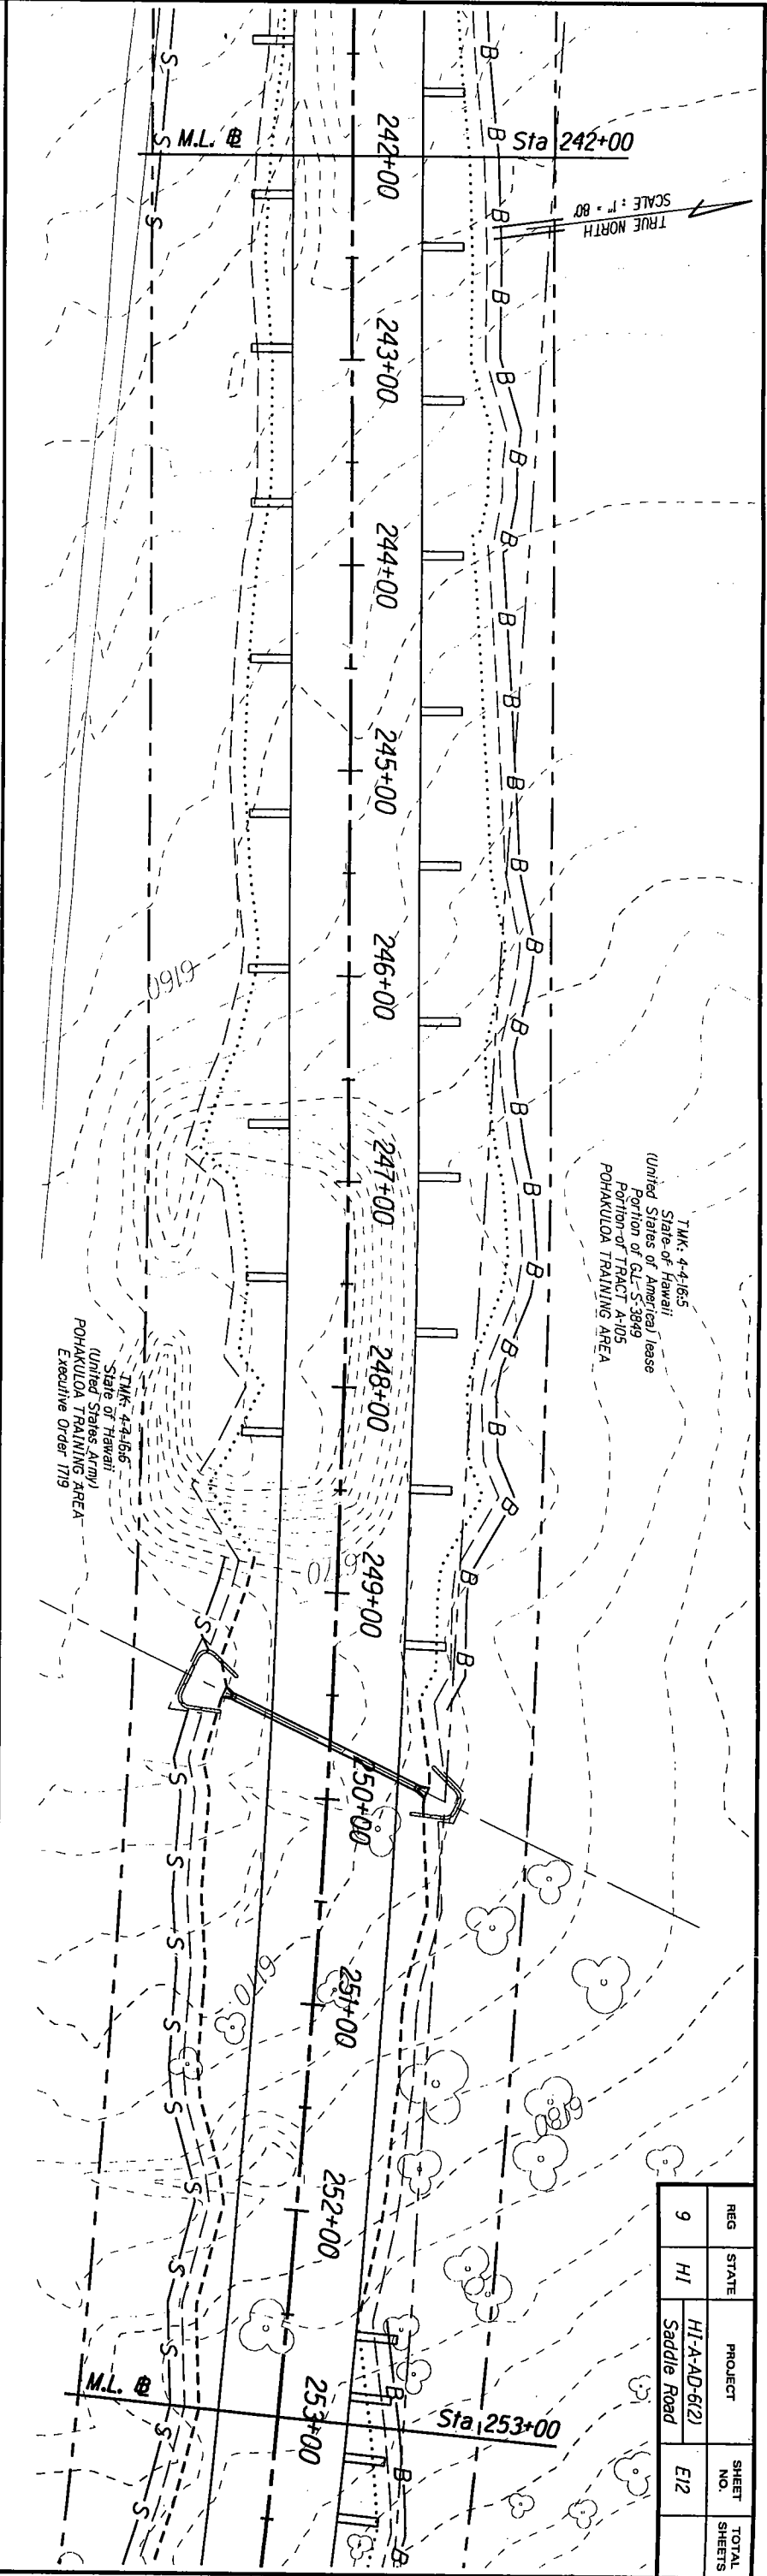 REG
STATE
PROJECT
SHEET NO.
TOTAL SHEETS
9
HI
HI-A-AD-6(2)
Saddle Road
E12
TRUE NORTH
SCALE : 1" = 80'
M.L. ℄
Sta 242+00
242+00
243+00
244+00
245+00
246+00
247+00
248+00
249+00
250+00
251+00
252+00
253+00
M.L. ℄
Sta 253+00
6160
6170
6170
6180
TMK: 4-4-16:5
State of Hawaii
(United States of America) lease
Portion of G.L. S-3849
Portion of TRACT A-105
POHAKULOA TRAINING AREA
TMK: 4-4-16:6
State of Hawaii
(United States Army)
POHAKULOA TRAINING AREA
Executive Order 1719
B B B B B B B B B B B B B B B B B B B B B
S S S
S S S S S S S S S S S
B B B